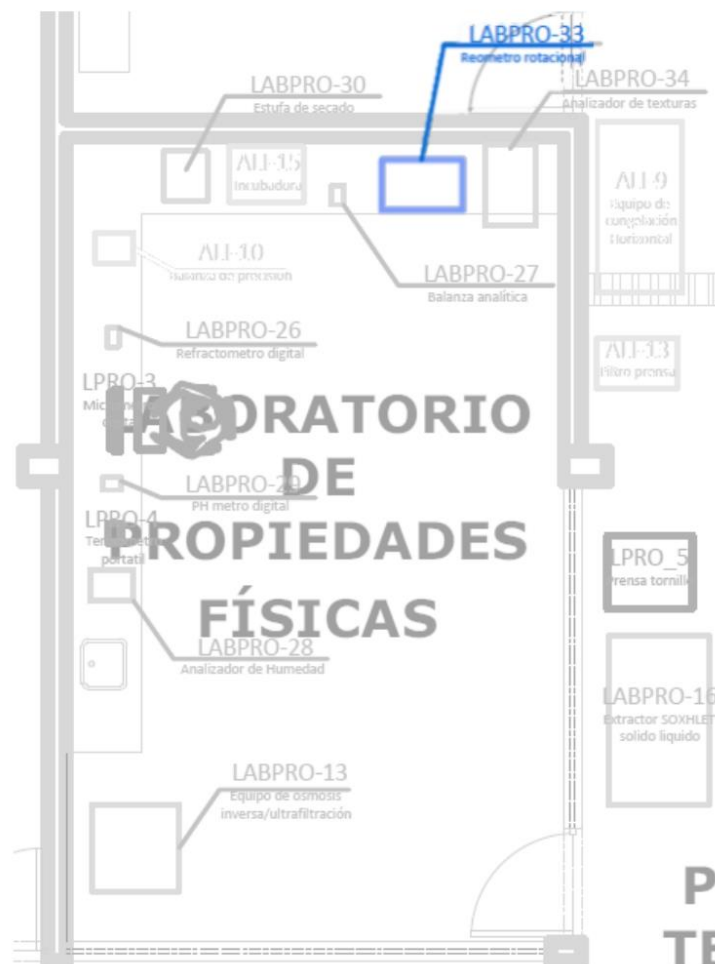 LABPRO-33
Reometro rotacional
LABPRO-30
Estufa de secado
LABPRO-34
Analizador de texturas
ALI-15
Incubadora
ALI-9
Equipo de
congelación
Horizontal
ALI-10
Balanza de precisión
LABPRO-27
Balanza analítica
LABPRO-26
Refractometro digital
ALI-13
Filtro prensa
LPRO-3
LABORATORIO
DE
PROPIEDADES
FÍSICAS
LABPRO-29
PH metro digital
LPRO-4
portatil
LPRO_5
Prensa tornillo
LABPRO-28
Analizador de Humedad
LABPRO-16
Extractor SOXHLET
solido liquido
LABPRO-13
Equipo de osmosis
inversa/ultrafiltración
P
TE